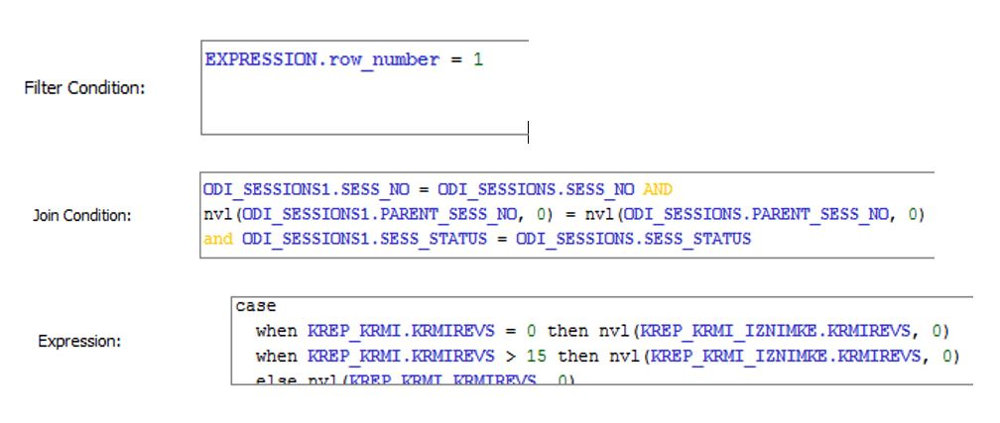 Filter Condition:
EXPRESSION.row_number = 1
Join Condition:
ODI_SESSIONS1.SESS_NO = ODI_SESSIONS.SESS_NO AND
nvl(ODI_SESSIONS1.PARENT_SESS_NO, 0) = nvl(ODI_SESSIONS.PARENT_SESS_NO, 0)
and ODI_SESSIONS1.SESS_STATUS = ODI_SESSIONS.SESS_STATUS
Expression:
case
when KREP_KRMI.KRMIREVS = 0 then nvl(KREP_KRMI_IZNIMKE.KRMIREVS, 0)
when KREP_KRMI.KRMIREVS > 15 then nvl(KREP_KRMI_IZNIMKE.KRMIREVS, 0)
else nvl(KREP_KRMI.KRMIREVS, 0)